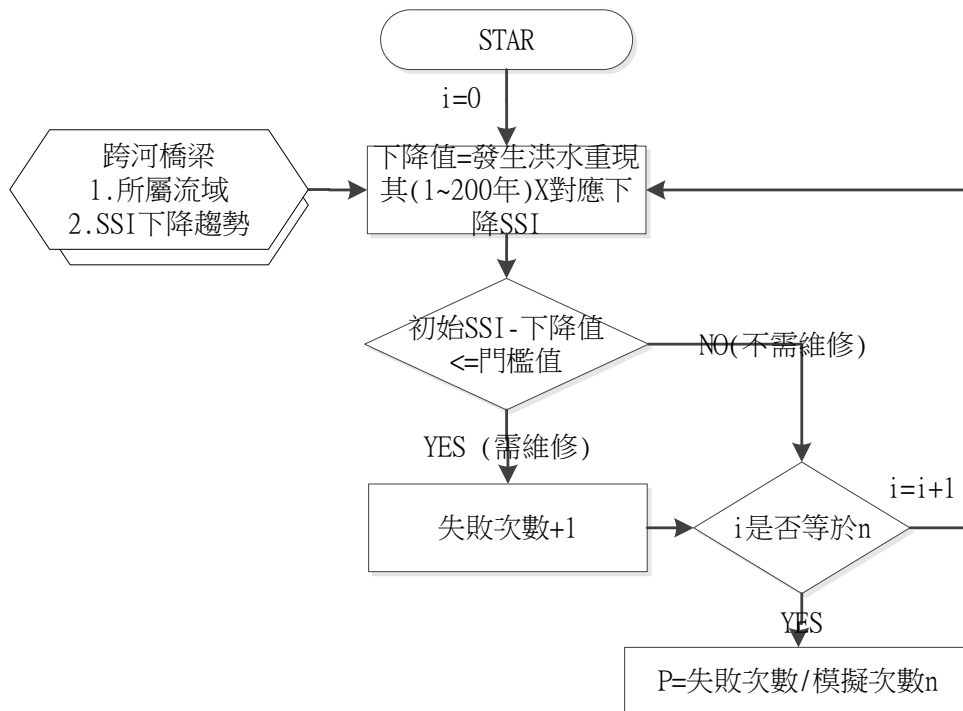 STAR
i=0
跨河橋梁
1.所屬流域
2.SSI下降趨勢
下降值=發生洪水重現
其(1~200年)X對應下
降SSI
初始SSI-下降值
<=門檻值
NO(不需維修)
YES (需維修)
失敗次數+1
i是否等於n
i=i+1
YES
P=失敗次數/模擬次數n